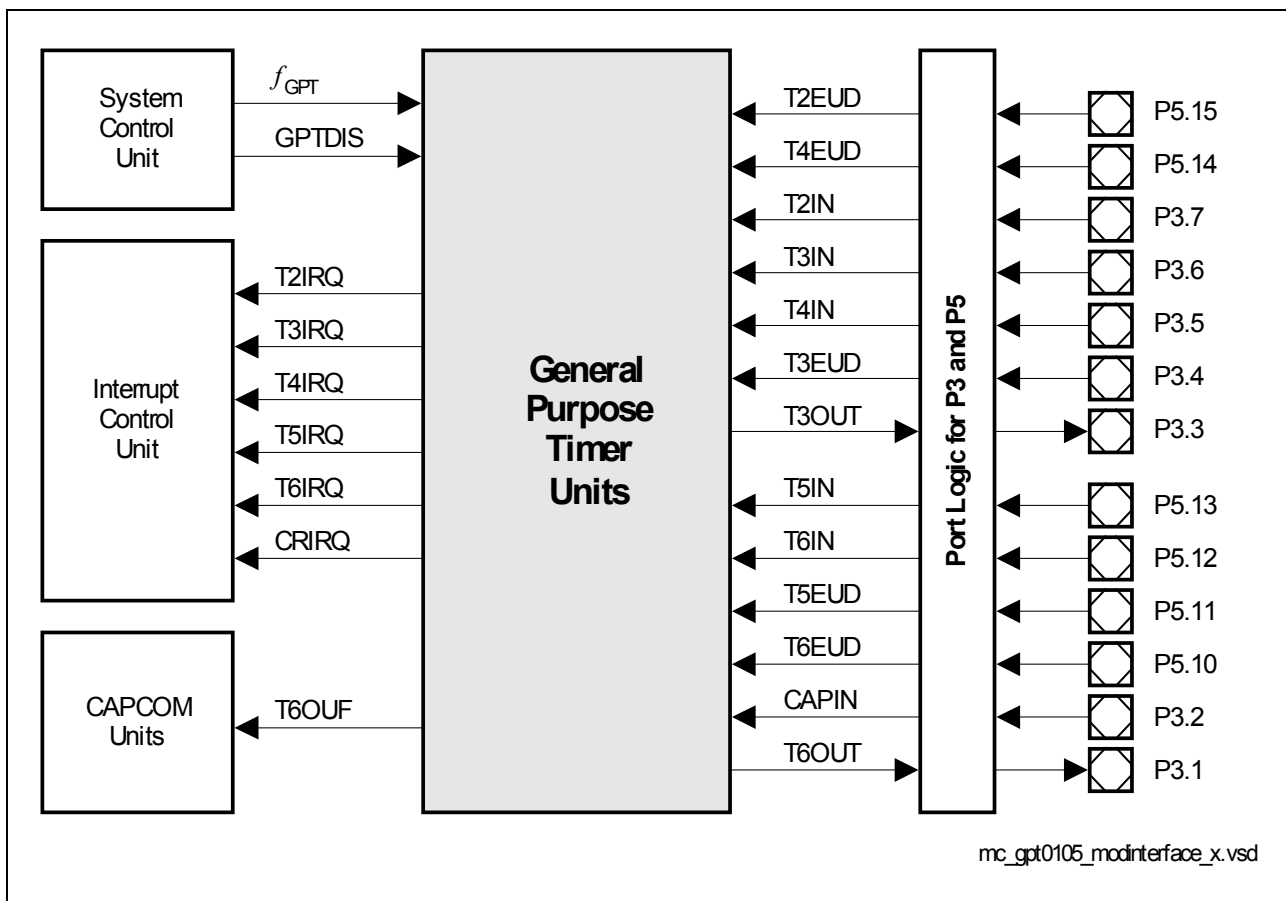 System
Control
Unit
f GPT
GPTDIS
Interrupt
Control
Unit
T2IRQ
T3IRQ
T4IRQ
T5IRQ
T6IRQ
CRIRQ
CAPCOM
Units
T6OUF
General
Purpose
Timer
Units
T2EUD
T4EUD
T2IN
T3IN
T4IN
T3EUD
T3OUT
T5IN
T6IN
T5EUD
T6EUD
CAPIN
T6OUT
Port Logic for P3 and P5
P5.15
P5.14
P3.7
P3.6
P3.5
P3.4
P3.3
P5.13
P5.12
P5.11
P5.10
P3.2
P3.1
mc_gpt0105_modinterface_x.vsd